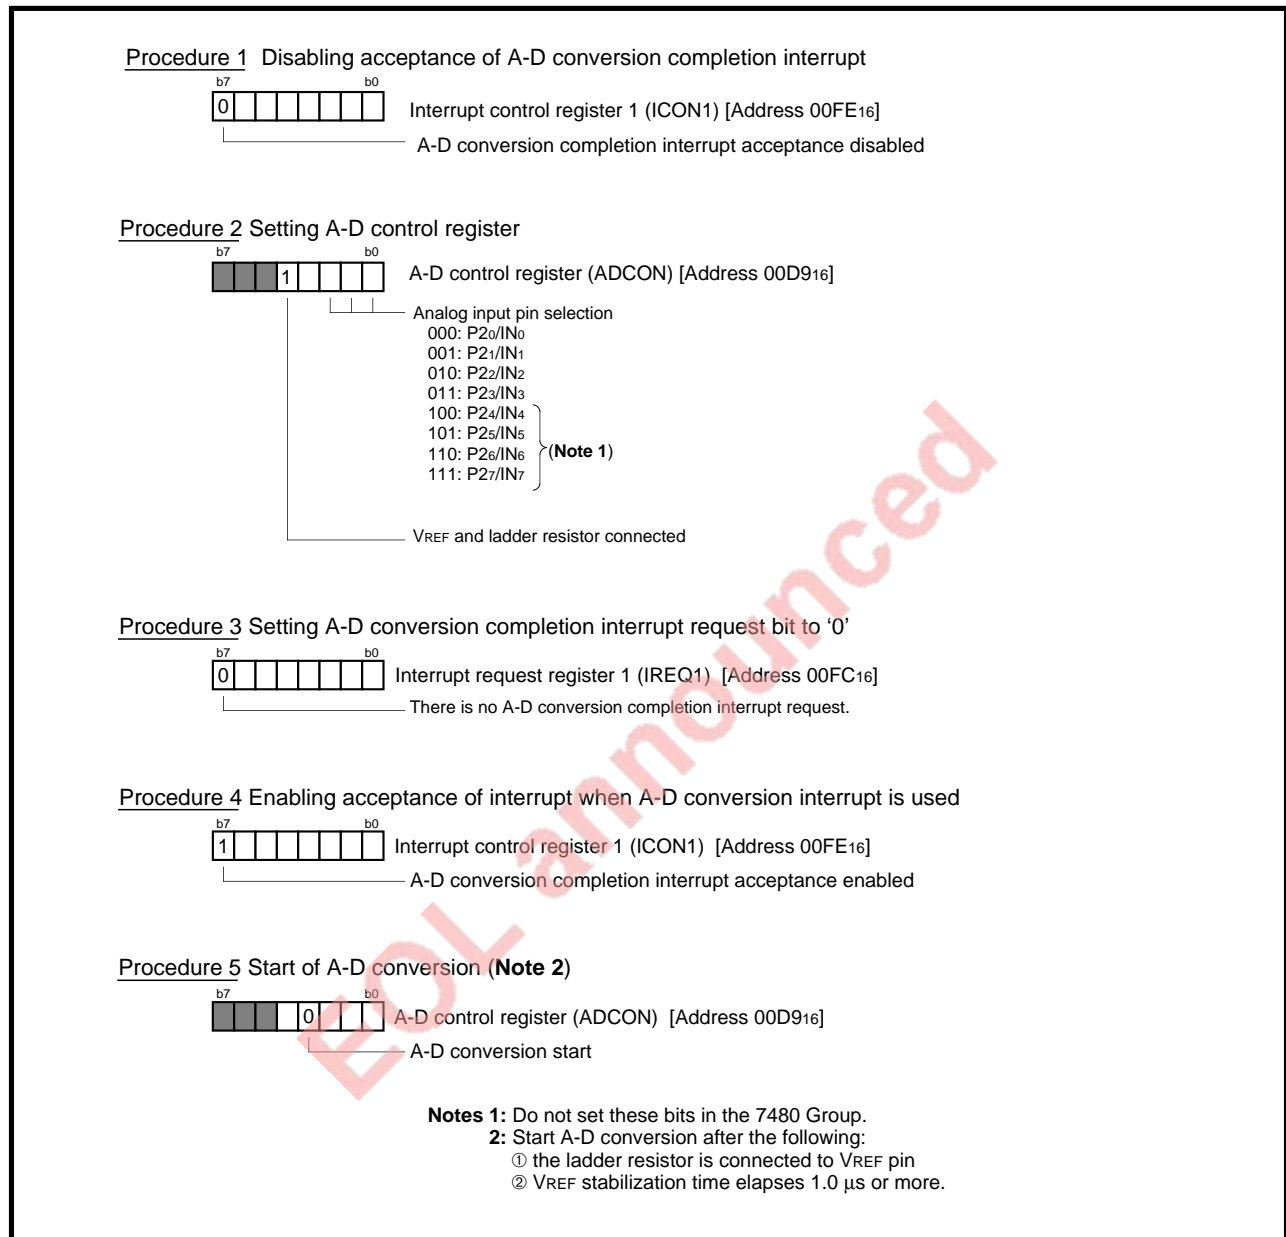 Procedure 1 Disabling acceptance of A-D conversion completion interrupt
b7 b0
0 Interrupt control register 1 (ICON1) [Address 00FE16]
A-D conversion completion interrupt acceptance disabled
Procedure 2 Setting A-D control register
b7 b0
1 A-D control register (ADCON) [Address 00D916]
Analog input pin selection
000: P20/IN0
001: P21/IN1
010: P22/IN2
011: P23/IN3
100: P24/IN4
101: P25/IN5
110: P26/IN6 (Note 1)
111: P27/IN7
VREF and ladder resistor connected
Procedure 3 Setting A-D conversion completion interrupt request bit to ‘0’
b7 b0
0 Interrupt request register 1 (IREQ1) [Address 00FC16]
There is no A-D conversion completion interrupt request.
Procedure 4 Enabling acceptance of interrupt when A-D conversion interrupt is used
b7 b0
1 Interrupt control register 1 (ICON1) [Address 00FE16]
A-D conversion completion interrupt acceptance enabled
Procedure 5 Start of A-D conversion (Note 2)
b7 b0
0 A-D control register (ADCON) [Address 00D916]
A-D conversion start
Notes 1: Do not set these bits in the 7480 Group.
2: Start A-D conversion after the following:
① the ladder resistor is connected to VREF pin
② VREF stabilization time elapses 1.0 µs or more.
EOL announced